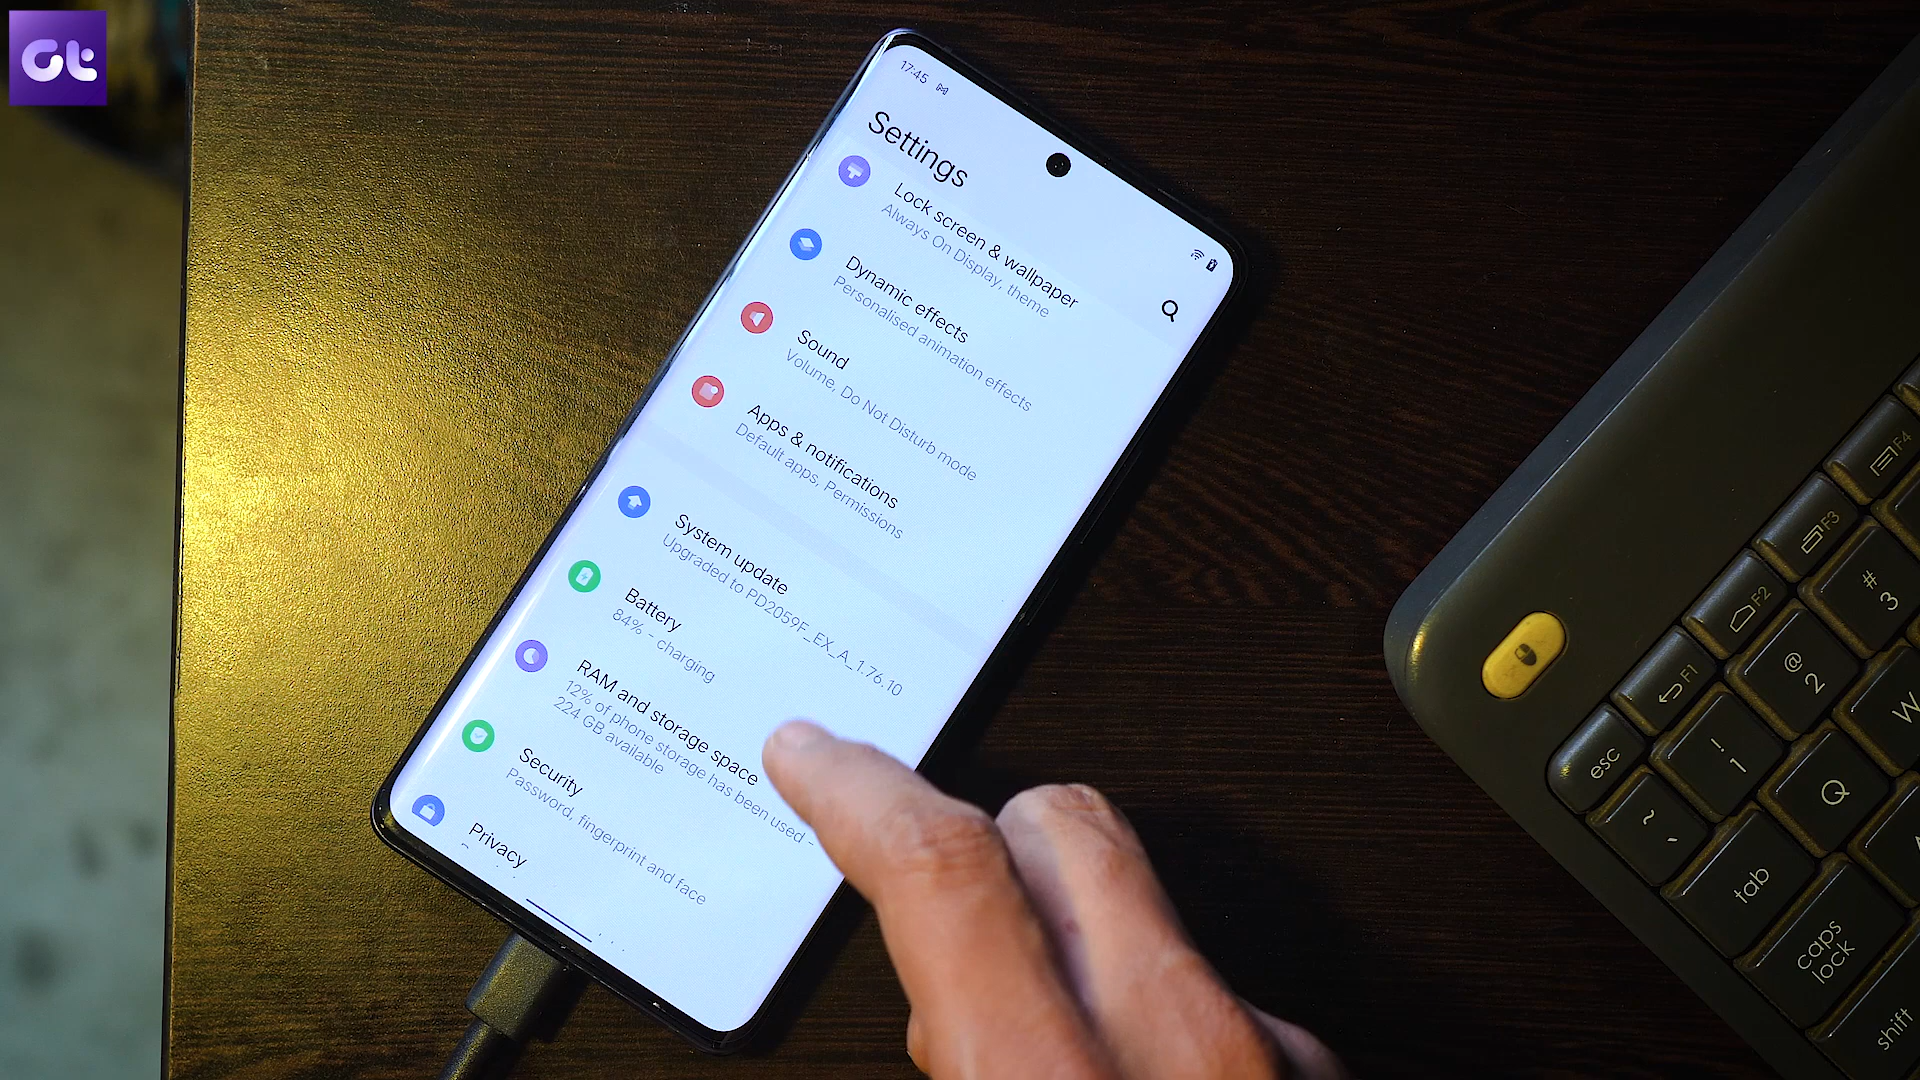 Gt
17:45
Settings
Lock screen & wallpaper
Always On Display, theme
Dynamic effects
Personalised animation effects
Sound
Volume, Do Not Disturb mode
Apps & notifications
Default apps, Permissions
System update
Upgraded to PD2059F_EX_A_1.76.10
Battery
84% - charging
RAM and storage space
12% of phone storage has been used -
224 GB available
Security
Password, fingerprint and face
Privacy
F4
F3
F2
F1
esc
# 3
@ 2
! 1
~ `
W
Q
tab
caps lock
shift